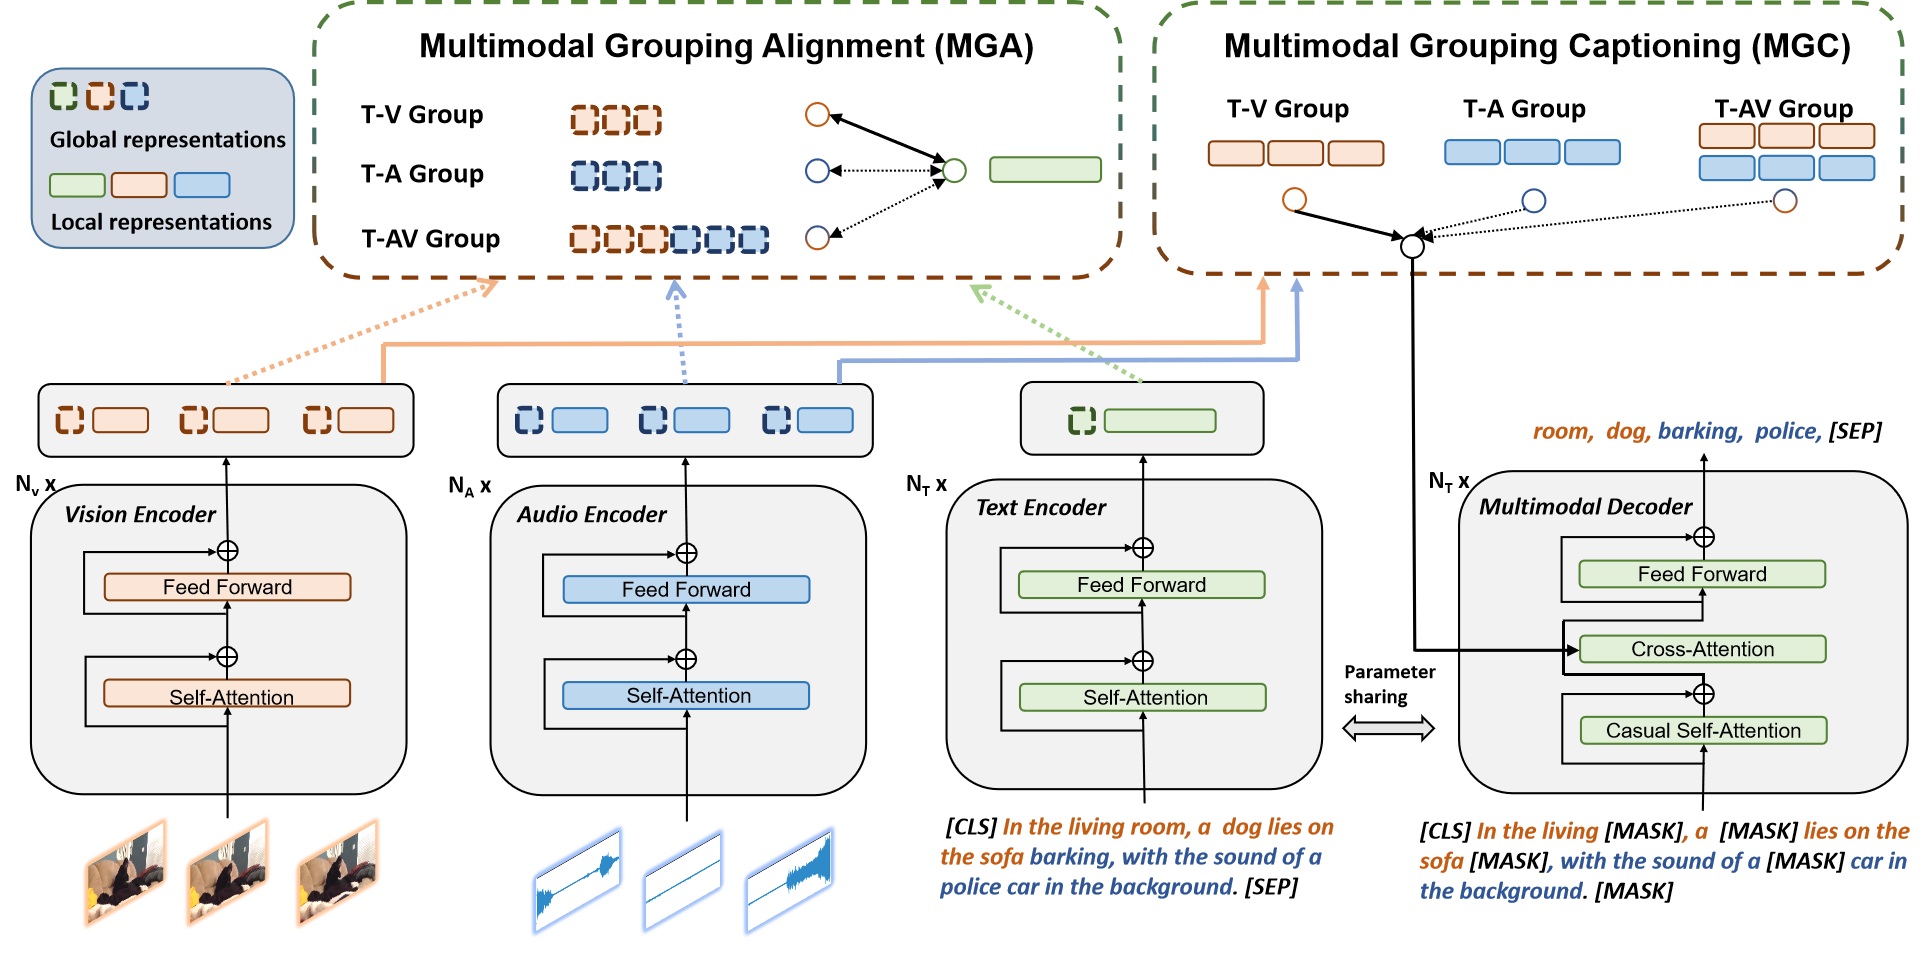 Multimodal Grouping Alignment (MGA)
T-V Group
T-A Group
T-AV Group
Multimodal Grouping Captioning (MGC)
T-V Group
T-A Group
T-AV Group
Global representations
Local representations
N_v x
Vision Encoder
Feed Forward
Self-Attention
N_A x
Audio Encoder
Feed Forward
Self-Attention
N_T x
Text Encoder
Feed Forward
Self-Attention
[CLS] In the living room, a dog lies on
the sofa barking, with the sound of a
police car in the background. [SEP]
Parameter
sharing
room, dog, barking, police, [SEP]
N_T x
Multimodal Decoder
Feed Forward
Cross-Attention
Casual Self-Attention
[CLS] In the living [MASK], a [MASK] lies on the
sofa [MASK], with the sound of a [MASK] car in
the background. [MASK]